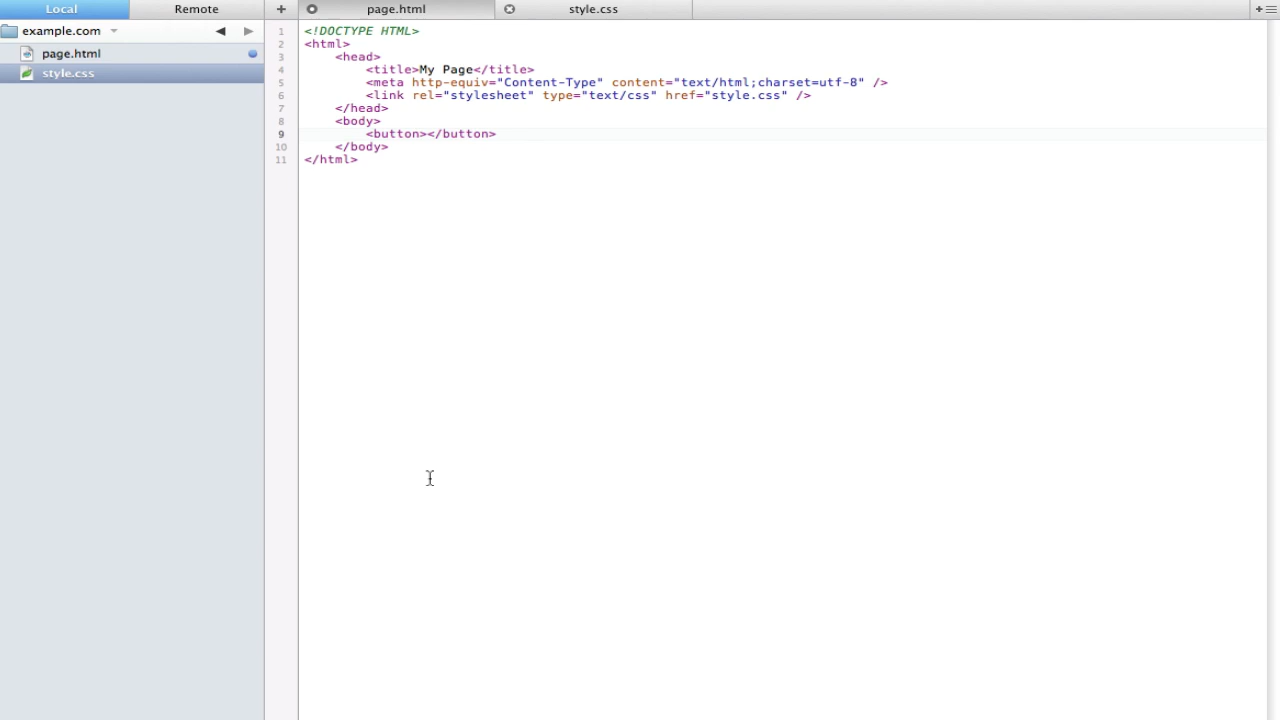 Local Remote + page.html style.css +
example.com
page.html
style.css
1 <!DOCTYPE HTML>
2 <html>
3 <head>
4 <title>My Page</title>
5 <meta http-equiv="Content-Type" content="text/html;charset=utf-8" />
6 <link rel="stylesheet" type="text/css" href="style.css" />
7 </head>
8 <body>
9 <button></button>
10 </body>
11 </html>